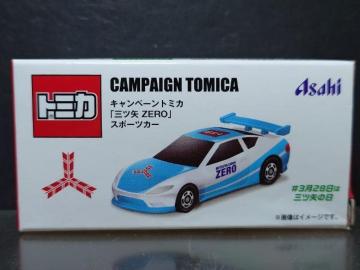 トミカ
CAMPAIGN TOMICA
キャンペーントミカ
「三ツ矢 ZERO」
スポーツカー
Asahi
ZERO
#3月28日は
三ツ矢の日
※画像はイメージです。